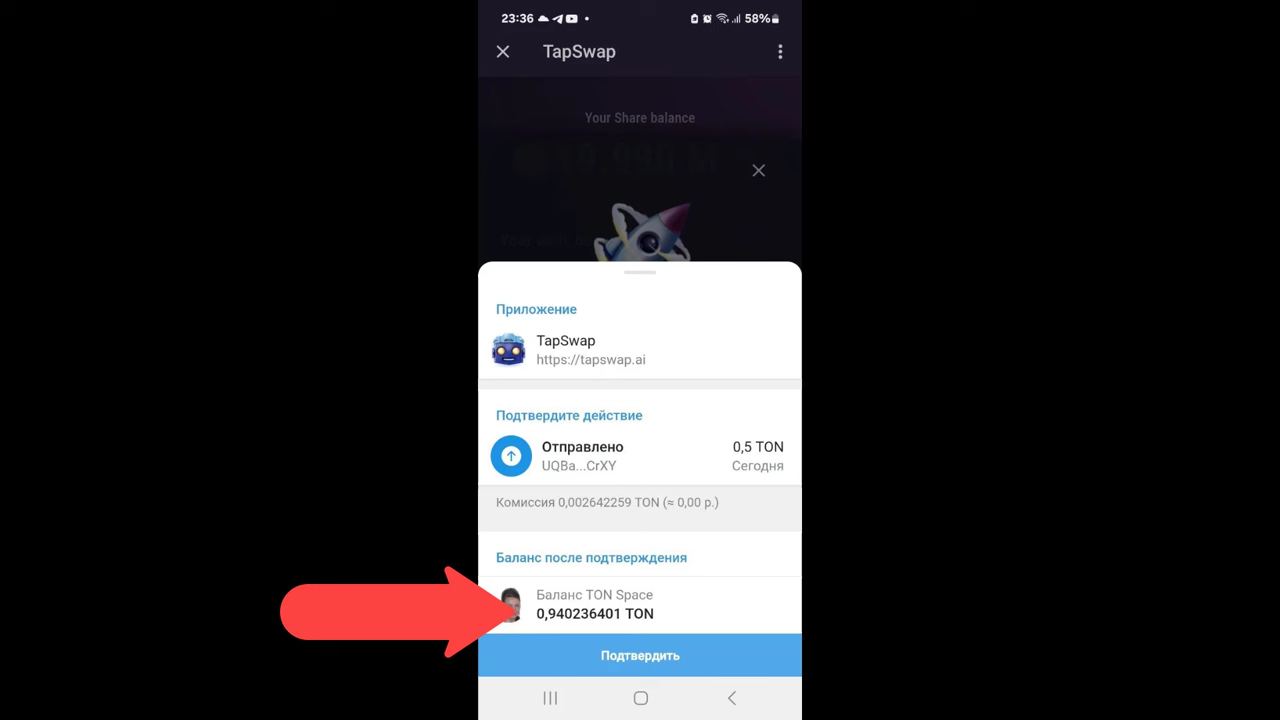 23:36
58%
TapSwap
Your Share balance
Приложение
TapSwap
https://tapswap.ai
Подтвердите действие
Отправлено
0,5 TON
UQBa...CrXY
Сегодня
Комиссия 0,002642259 TON (≈ 0,00 р.)
Баланс после подтверждения
Баланс TON Space
0,940236401 TON
Подтвердить